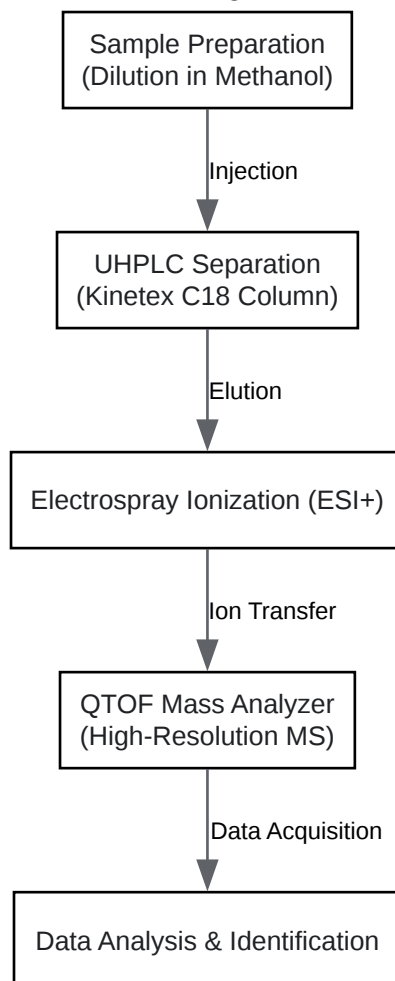 Sample Preparation
(Dilution in Methanol)
Injection
UHPLC Separation
(Kinetex C18 Column)
Elution
Electrospray Ionization (ESI+)
Ion Transfer
QTOF Mass Analyzer
(High-Resolution MS)
Data Acquisition
Data Analysis & Identification